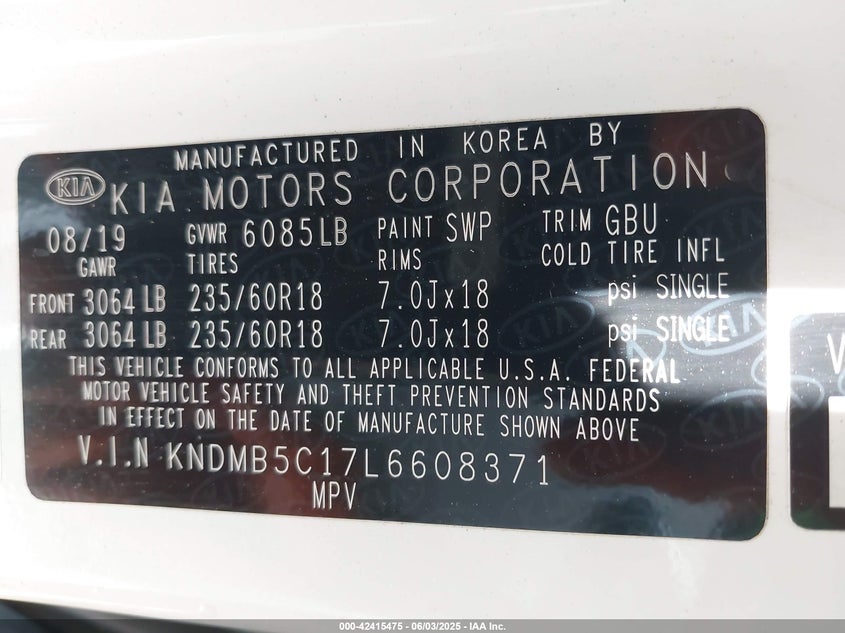 MANUFACTURED IN KOREA BY
KIA KIA MOTORS CORPORATION
08/19 GVWR 6085LB PAINT SWP TRIM GBU
GAWR TIRES RIMS COLD TIRE INFL
FRONT 3064 LB 235/60R18 7.0Jx18 psi SINGLE
REAR 3064 LB 235/60R18 7.0Jx18 psi SINGLE
THIS VEHICLE CONFORMS TO ALL APPLICABLE U.S.A. FEDERAL
MOTOR VEHICLE SAFETY AND THEFT PREVENTION STANDARDS
IN EFFECT ON THE DATE OF MANUFACTURE SHOWN ABOVE
V.I.N KNDMB5C17L6608371
MPV
000-42415475 - 06/03/2025 - IAA Inc.